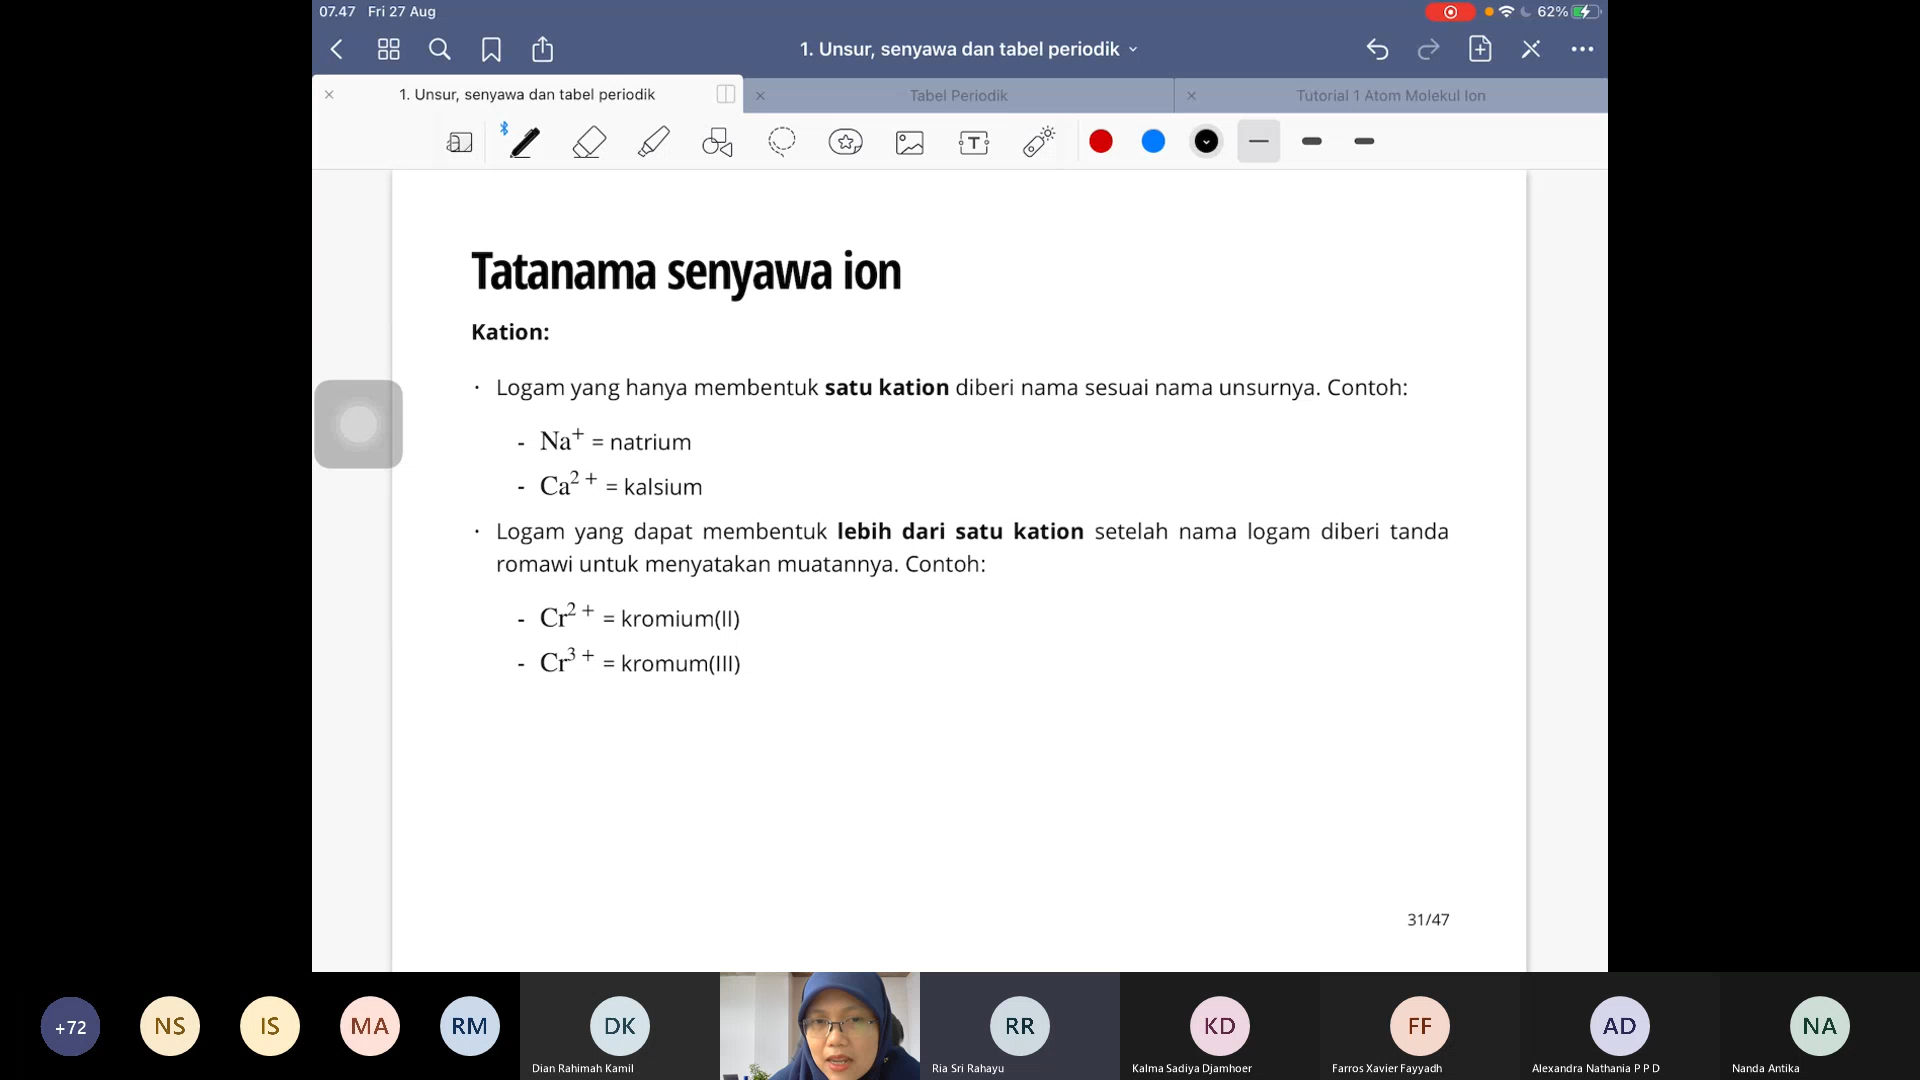 07.47 Fri 27 Aug
62%
1. Unsur, senyawa dan tabel periodik
1. Unsur, senyawa dan tabel periodik
Tabel Periodik
Tutorial 1 Atom Molekul Ion
Tatanama senyawa ion
Kation:
· Logam yang hanya membentuk satu kation diberi nama sesuai nama unsurnya. Contoh:
- Na⁺ = natrium
- Ca²⁺ = kalsium
· Logam yang dapat membentuk lebih dari satu kation setelah nama logam diberi tanda
romawi untuk menyatakan muatannya. Contoh:
- Cr²⁺ = kromium(II)
- Cr³⁺ = kromum(III)
31/47
+72 NS IS MA RM DK RR KD FF AD NA
Dian Rahimah Kamil Ria Sri Rahayu Kalma Sadiya Djamhoer Farros Xavier Fayyadh Alexandra Nathania P P D Nanda Antika